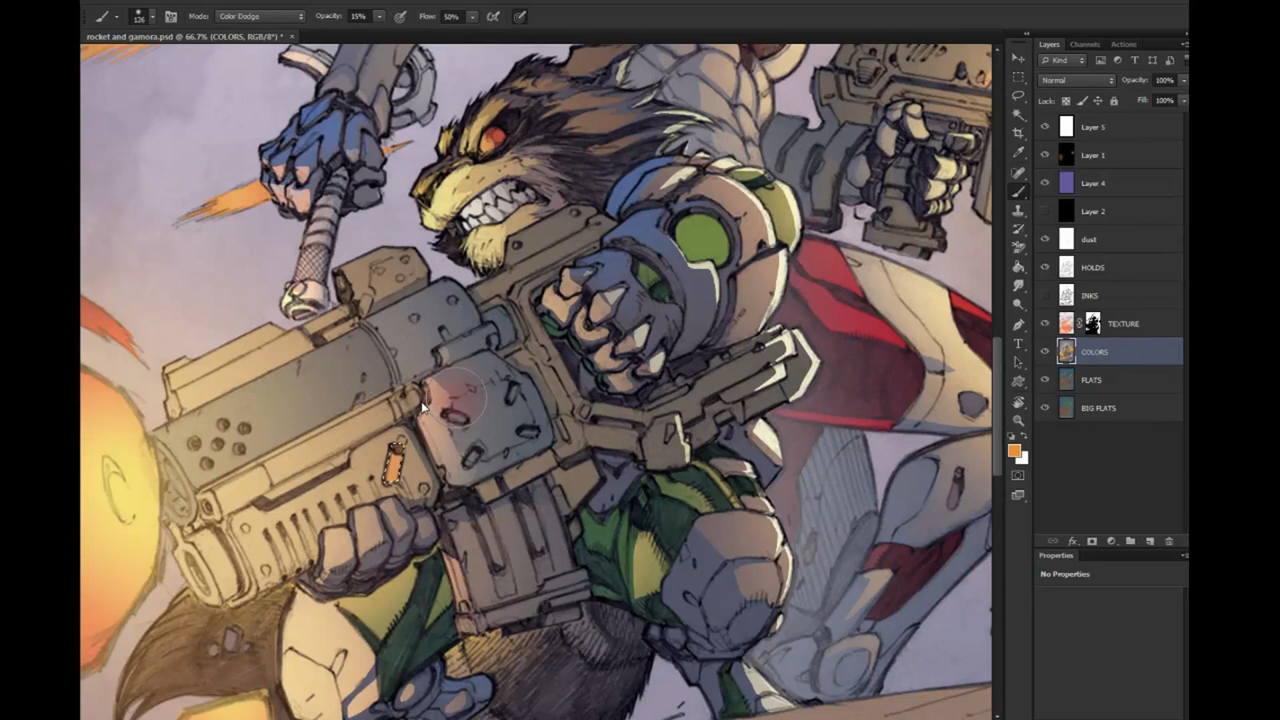 126 Mode: Color Dodge Opacity: 15% Flow: 50%
rocket and gamora.psd @ 66.7% (COLORS, RGB/8*) * ×
Layers Channels Actions
Kind
Normal Opacity: 100%
Lock: Fill: 100%
Layer 5
Layer 1
Layer 4
Layer 2
dust
HOLDS
INKS
TEXTURE
COLORS
FLATS
BIG FLATS
fx
Properties
No Properties